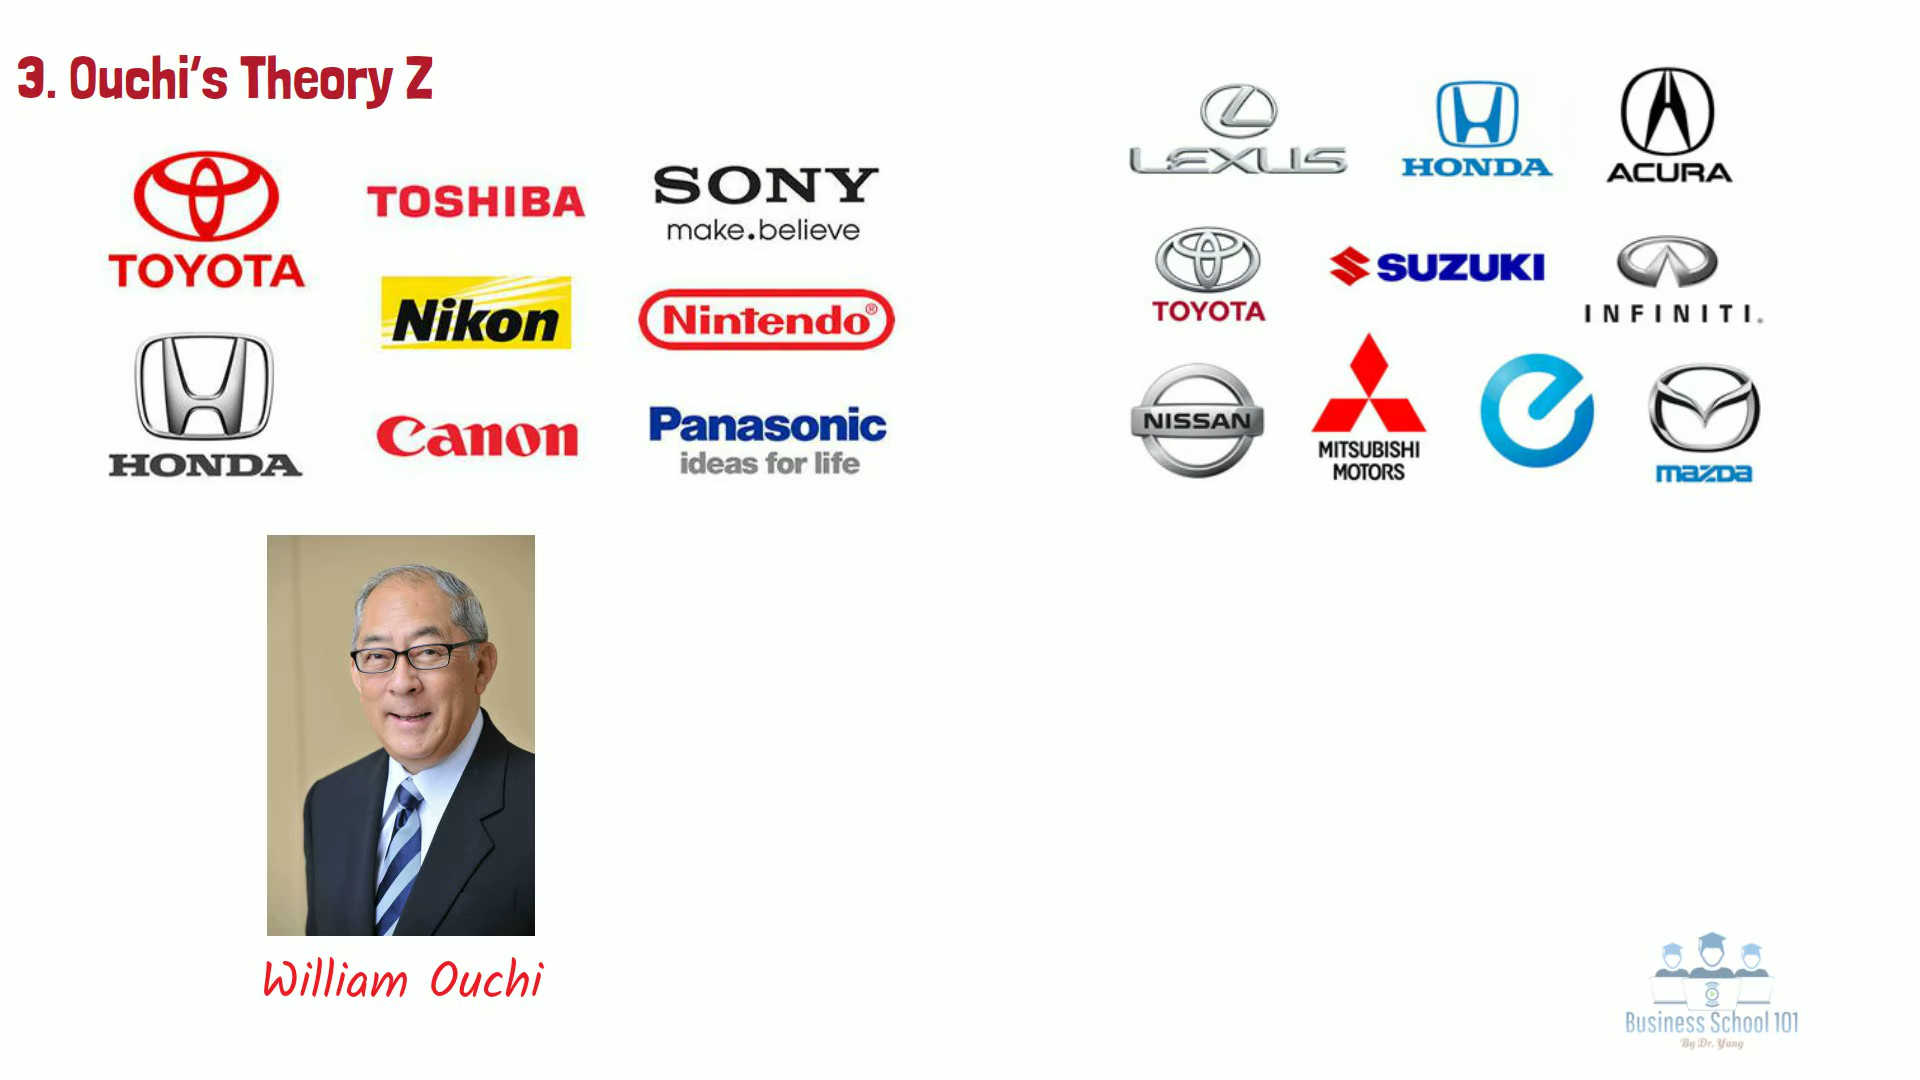 3. Ouchi's Theory Z
TOYOTA
TOSHIBA
SONY
make.believe
Nikon
Nintendo®
HONDA
Canon
Panasonic
ideas for life
LEXUS
HONDA
ACURA
TOYOTA
SUZUKI
INFINITI.
NISSAN
MITSUBISHI
MOTORS
mazda
William Ouchi
Business School 101
By Dr. Yang